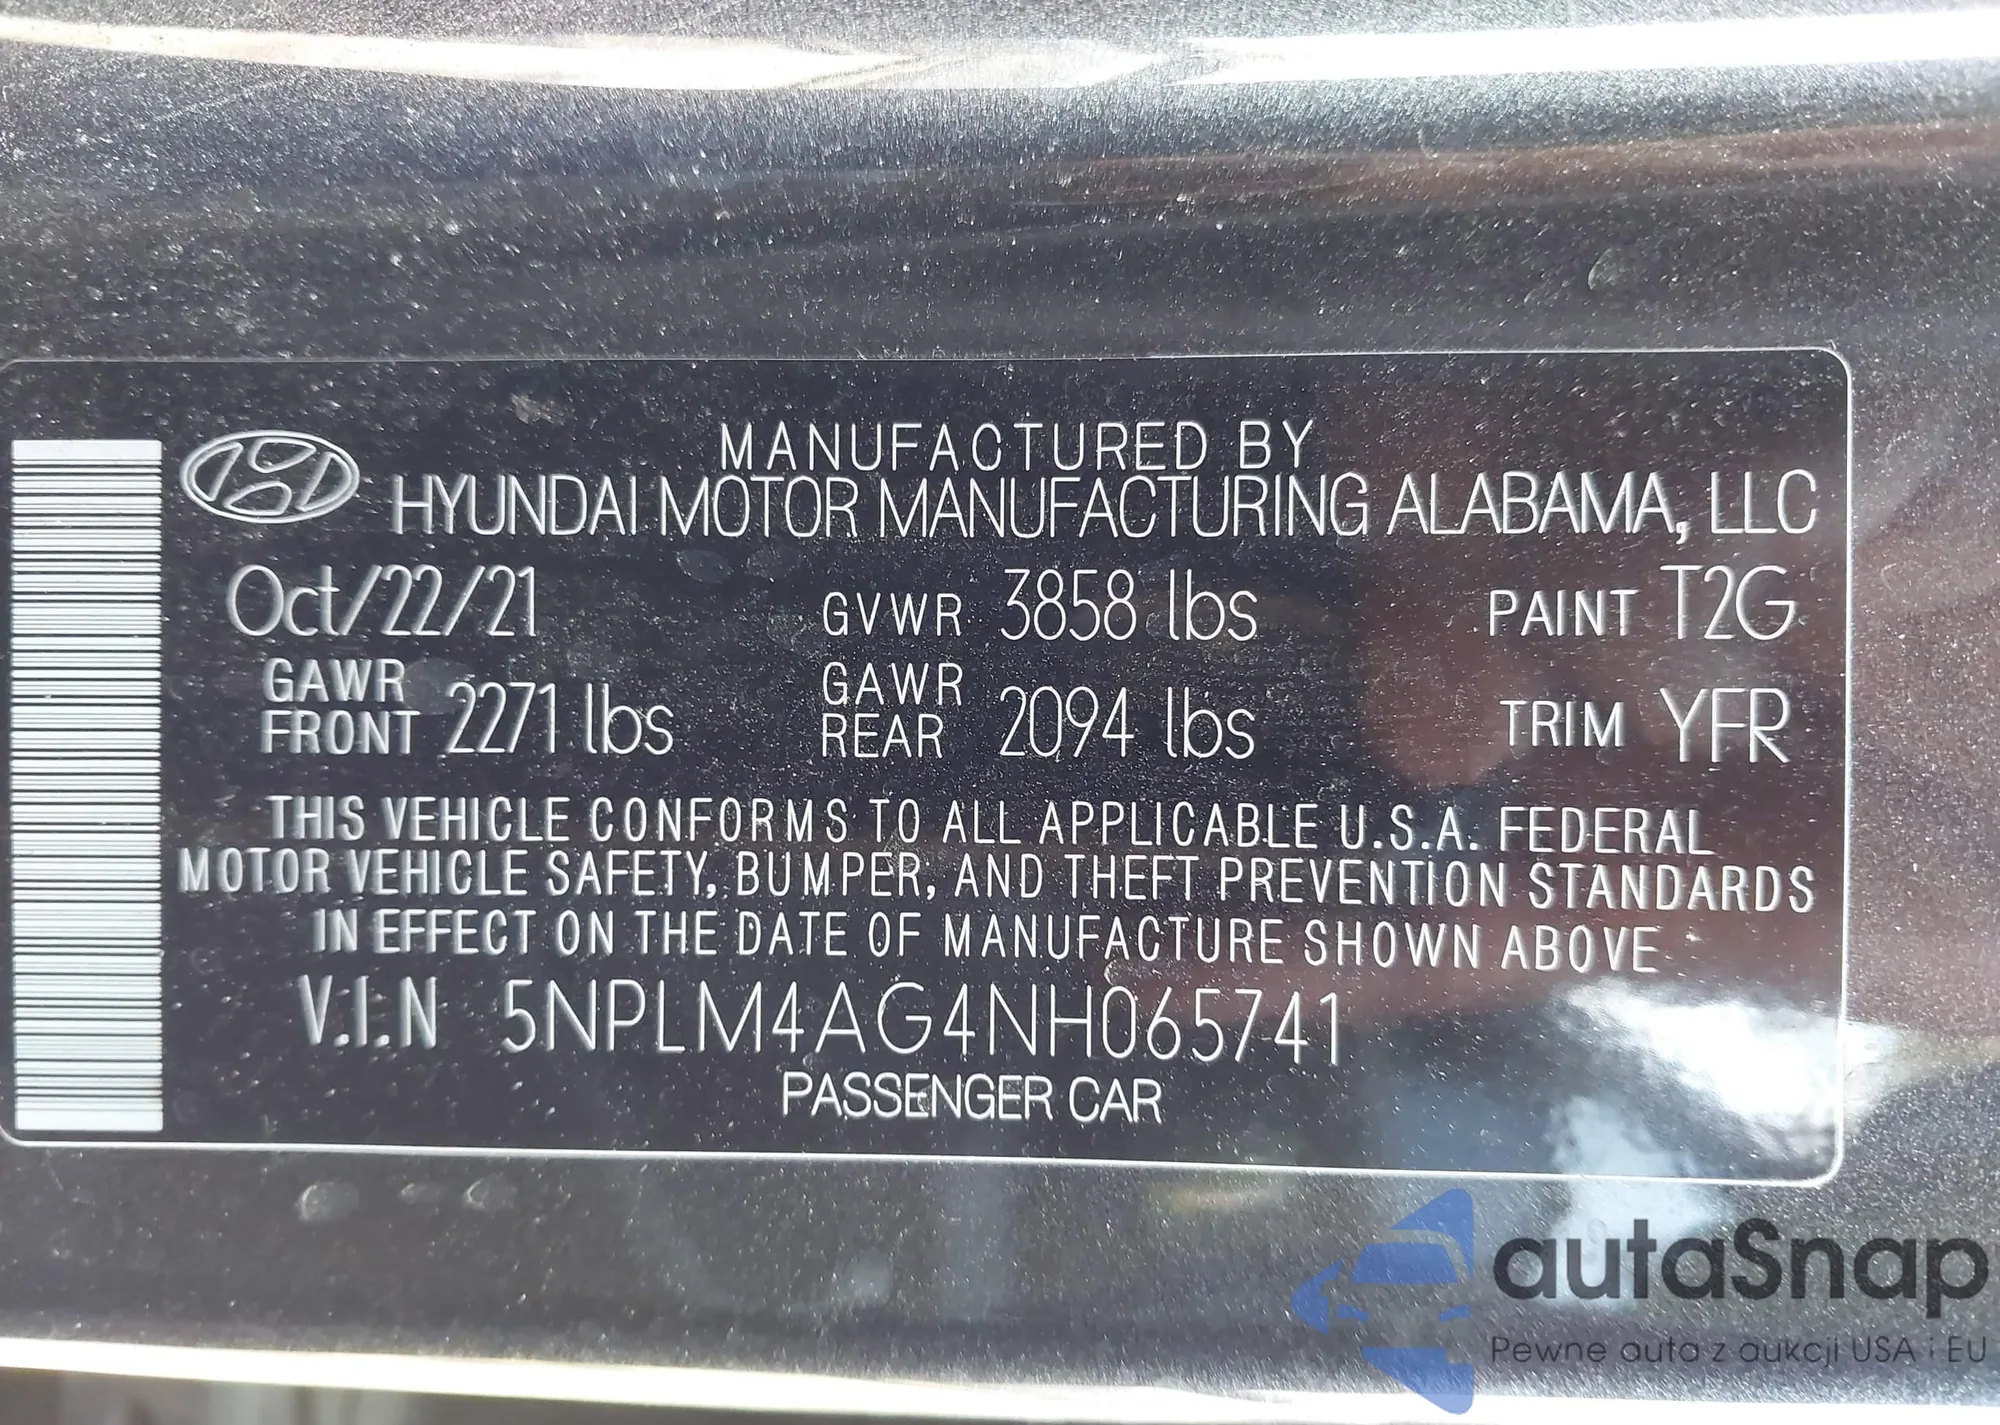 MANUFACTURED BY
HYUNDAI MOTOR MANUFACTURING ALABAMA, LLC
Oct/22/21 GVWR 3858 lbs PAINT T2G
GAWR FRONT 2271 lbs GAWR REAR 2094 lbs TRIM YFR
THIS VEHICLE CONFORMS TO ALL APPLICABLE U.S.A. FEDERAL
MOTOR VEHICLE SAFETY, BUMPER, AND THEFT PREVENTION STANDARDS
IN EFFECT ON THE DATE OF MANUFACTURE SHOWN ABOVE
V.I.N 5NPLM4AG4NH065741
PASSENGER CAR
autaSnap
Pewne auta z aukcji USA i EU